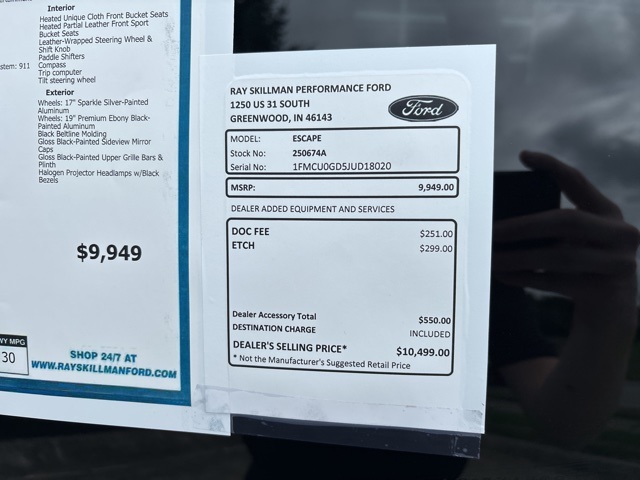 Interior
Heated Unique Cloth Front Bucket Seats
Heated Partial Leather Front Sport
Bucket Seats
Leather-Wrapped Steering Wheel &
Shift Knob
Paddle Shifters
stem: 911 Compass
Trip computer
Tilt steering wheel
Exterior
Wheels: 17" Sparkle Silver-Painted
Aluminum
Wheels: 19" Premium Ebony Black-
Painted Aluminum
Black Beltline Molding
Gloss Black-Painted Sideview Mirror
Caps
Gloss Black-Painted Upper Grille Bars &
Plinth
Halogen Projector Headlamps w/Black
Bezels
$9,949
WY MPG
30
SHOP 24/7 AT
WWW.RAYSKILLMANFORD.COM
RAY SKILLMAN PERFORMANCE FORD
1250 US 31 SOUTH
GREENWOOD, IN 46143
Ford
MODEL: ESCAPE
Stock No: 250674A
Serial No: 1FMCU0GD5JUD18020
MSRP: 9,949.00
DEALER ADDED EQUIPMENT AND SERVICES
DOC FEE $251.00
ETCH $299.00
Dealer Accessory Total $550.00
DESTINATION CHARGE INCLUDED
DEALER'S SELLING PRICE* $10,499.00
* Not the Manufacturer's Suggested Retail Price